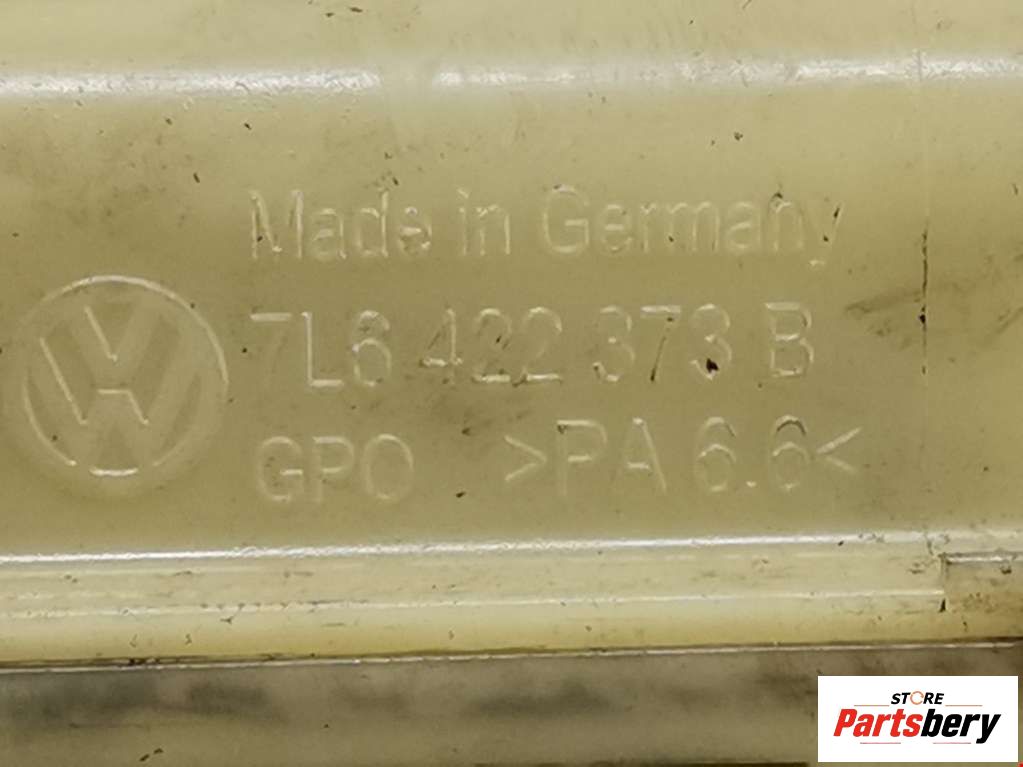 Made in Germany
7L6 422 373 B
GPO >PA 6.6<
STORE
Partsbery